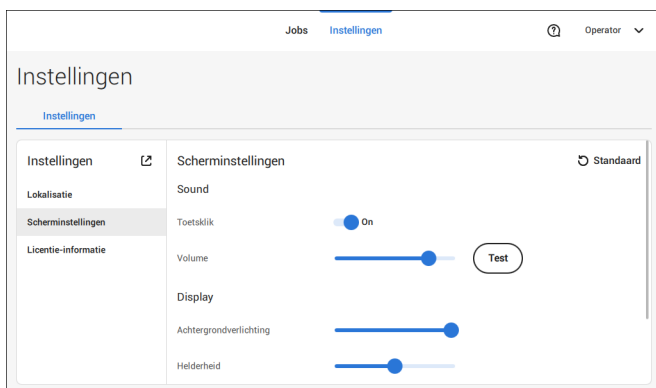 Jobs Instellingen Operator
Instellingen
Instellingen
Instellingen
Lokalisatie
Scherminstellingen
Licentie-informatie
Scherminstellingen Standaard
Sound
Toetsklik On
Volume Test
Display
Achtergrondverlichting
Helderheid